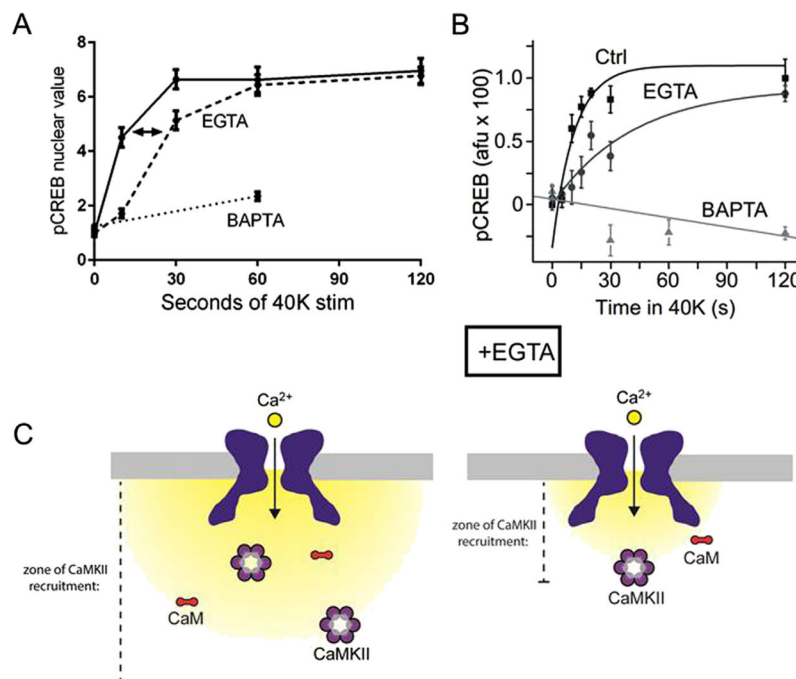 A
pCREB nuclear value
8
6
4
2
0
EGTA
BAPTA
0
30
60
90
120
Seconds of 40K stim
B
pCREB (afu x 100)
1.0
0.5
0
Ctrl
EGTA
BAPTA
0
30
60
90
120
Time in 40K (s)
+EGTA
C
Ca2+
zone of CaMKII
recruitment:
CaM
CaMKII
Ca2+
zone of CaMKII
recruitment:
CaM
CaMKII